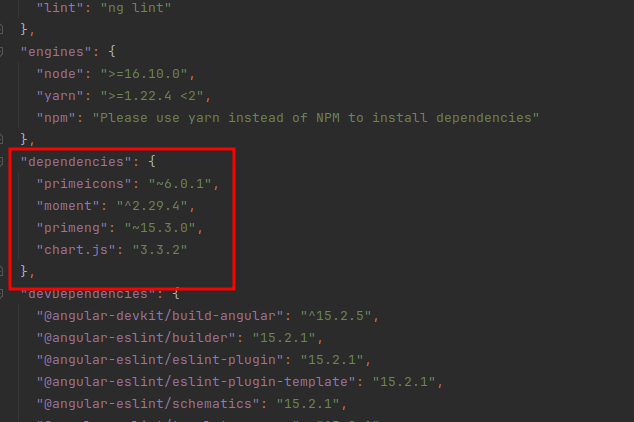 "lint": "ng lint"
},
"engines": {
"node": ">=16.10.0",
"yarn": ">=1.22.4 <2",
"npm": "Please use yarn instead of NPM to install dependencies"
},
"dependencies": {
"primeicons": "~6.0.1",
"moment": "^2.29.4",
"primeng": "~15.3.0",
"chart.js": "3.3.2"
},
"devDependencies": {
"@angular-devkit/build-angular": "^15.2.5",
"@angular-eslint/builder": "15.2.1",
"@angular-eslint/eslint-plugin": "15.2.1",
"@angular-eslint/eslint-plugin-template": "15.2.1",
"@angular-eslint/schematics": "15.2.1",